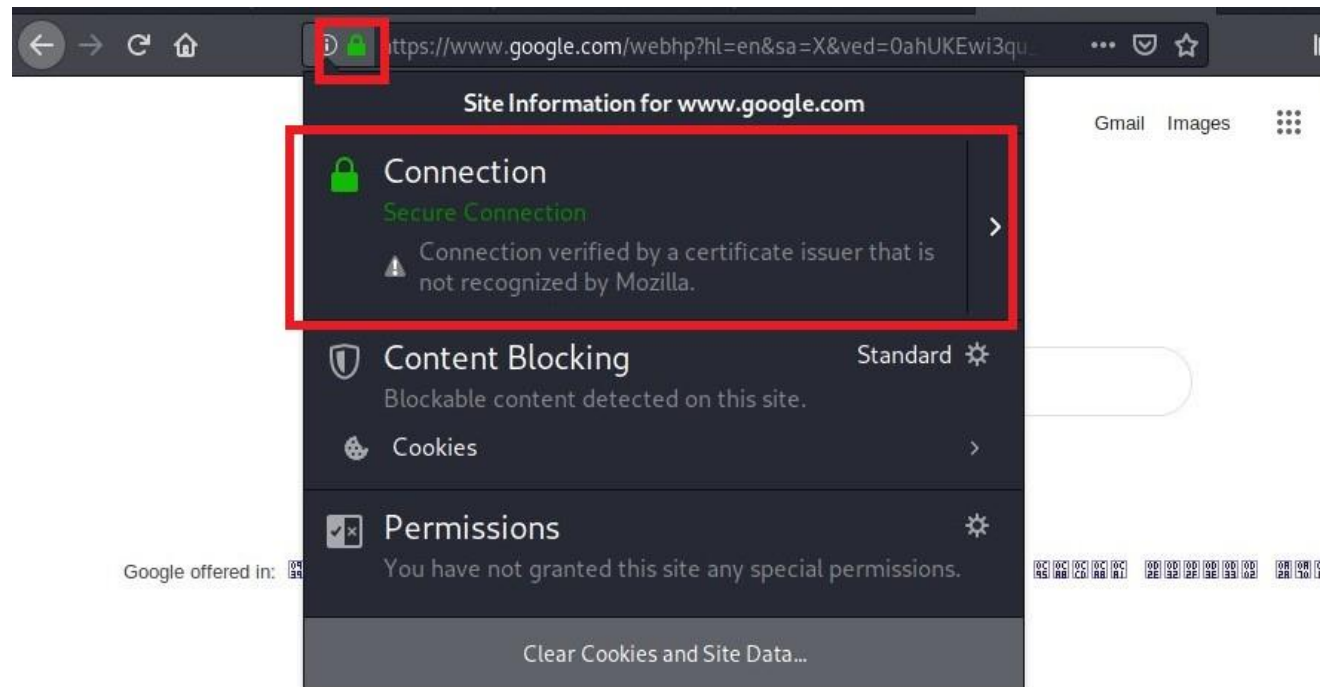 https://www.google.com/webhp?hl=en&sa=X&ved=0ahUKEwi3qu
Site Information for www.google.com
Gmail Images
Connection
Secure Connection
Connection verified by a certificate issuer that is
not recognized by Mozilla.
Content Blocking Standard
Blockable content detected on this site.
Cookies
Permissions
Google offered in:
You have not granted this site any special permissions.
Clear Cookies and Site Data...